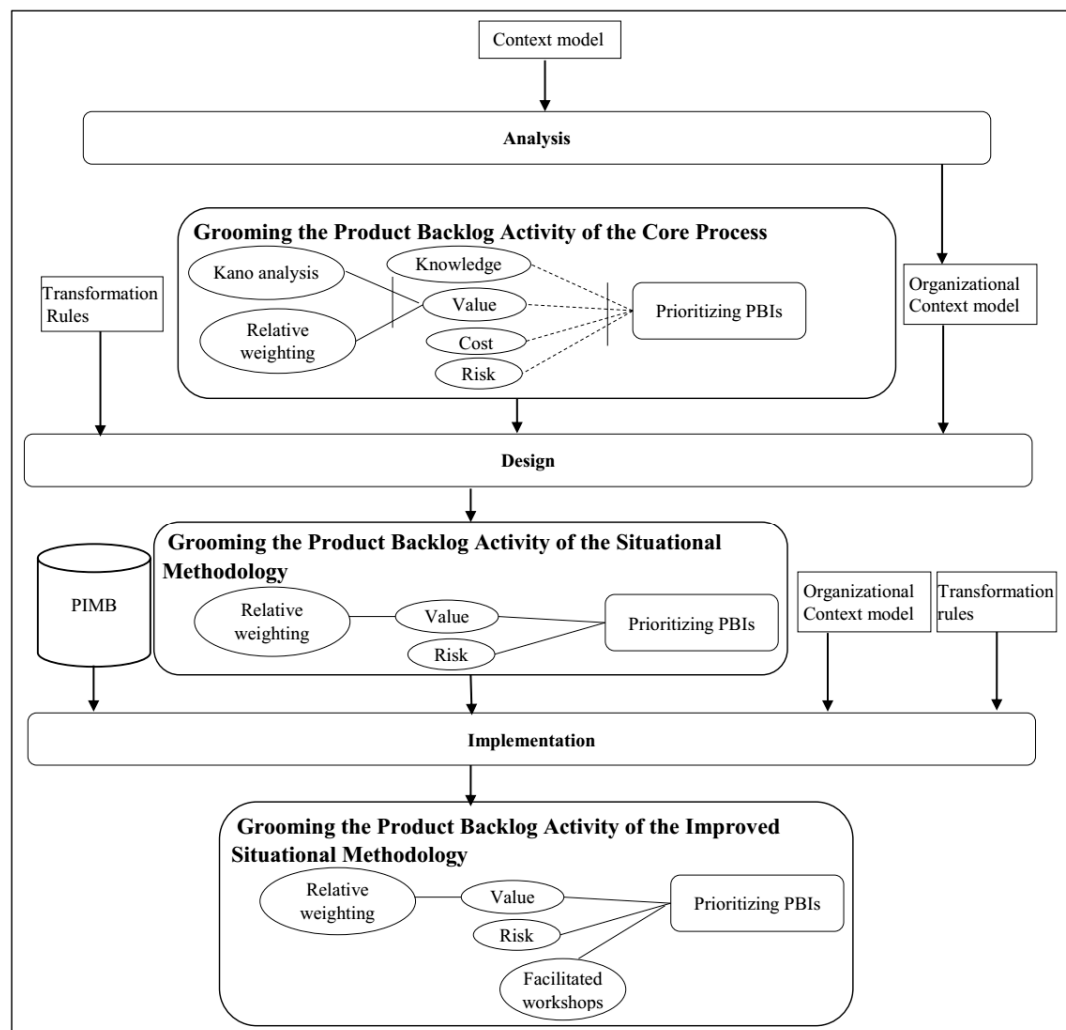 Context model
Analysis
Grooming the Product Backlog Activity of the Core Process
Kano analysis
Knowledge
Transformation
Rules
Value
Organizational
Context model
Prioritizing PBIs
Relative
weighting
Cost
Risk
Design
Grooming the Product Backlog Activity of the Situational
Methodology
PIMB
Relative
weighting
Value
Risk
Prioritizing PBIs
Organizational
Context model
Transformation
rules
Implementation
Grooming the Product Backlog Activity of the Improved
Situational Methodology
Relative
weighting
Value
Risk
Prioritizing PBIs
Facilitated
workshops